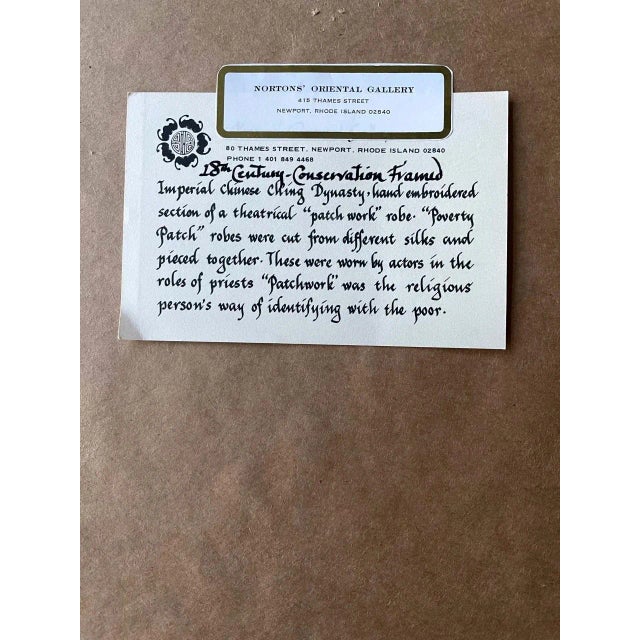 NORTONS' ORIENTAL GALLERY
415 THAMES STREET
NEWPORT, RHODE ISLAND 02840
80 THAMES STREET, NEWPORT, RHODE ISLAND 02840
PHONE 1 401 849 4468
18th Century - Conservation Framed
Imperial Chinese Ch'ing Dynasty, hand embroidered
section of a theatrical "patch work" robe. "Poverty
Patch" robes were cut from different silks and
pieced together. These were worn by actors in the
roles of priests "Patchwork" was the religious
person's way of identifying with the poor.